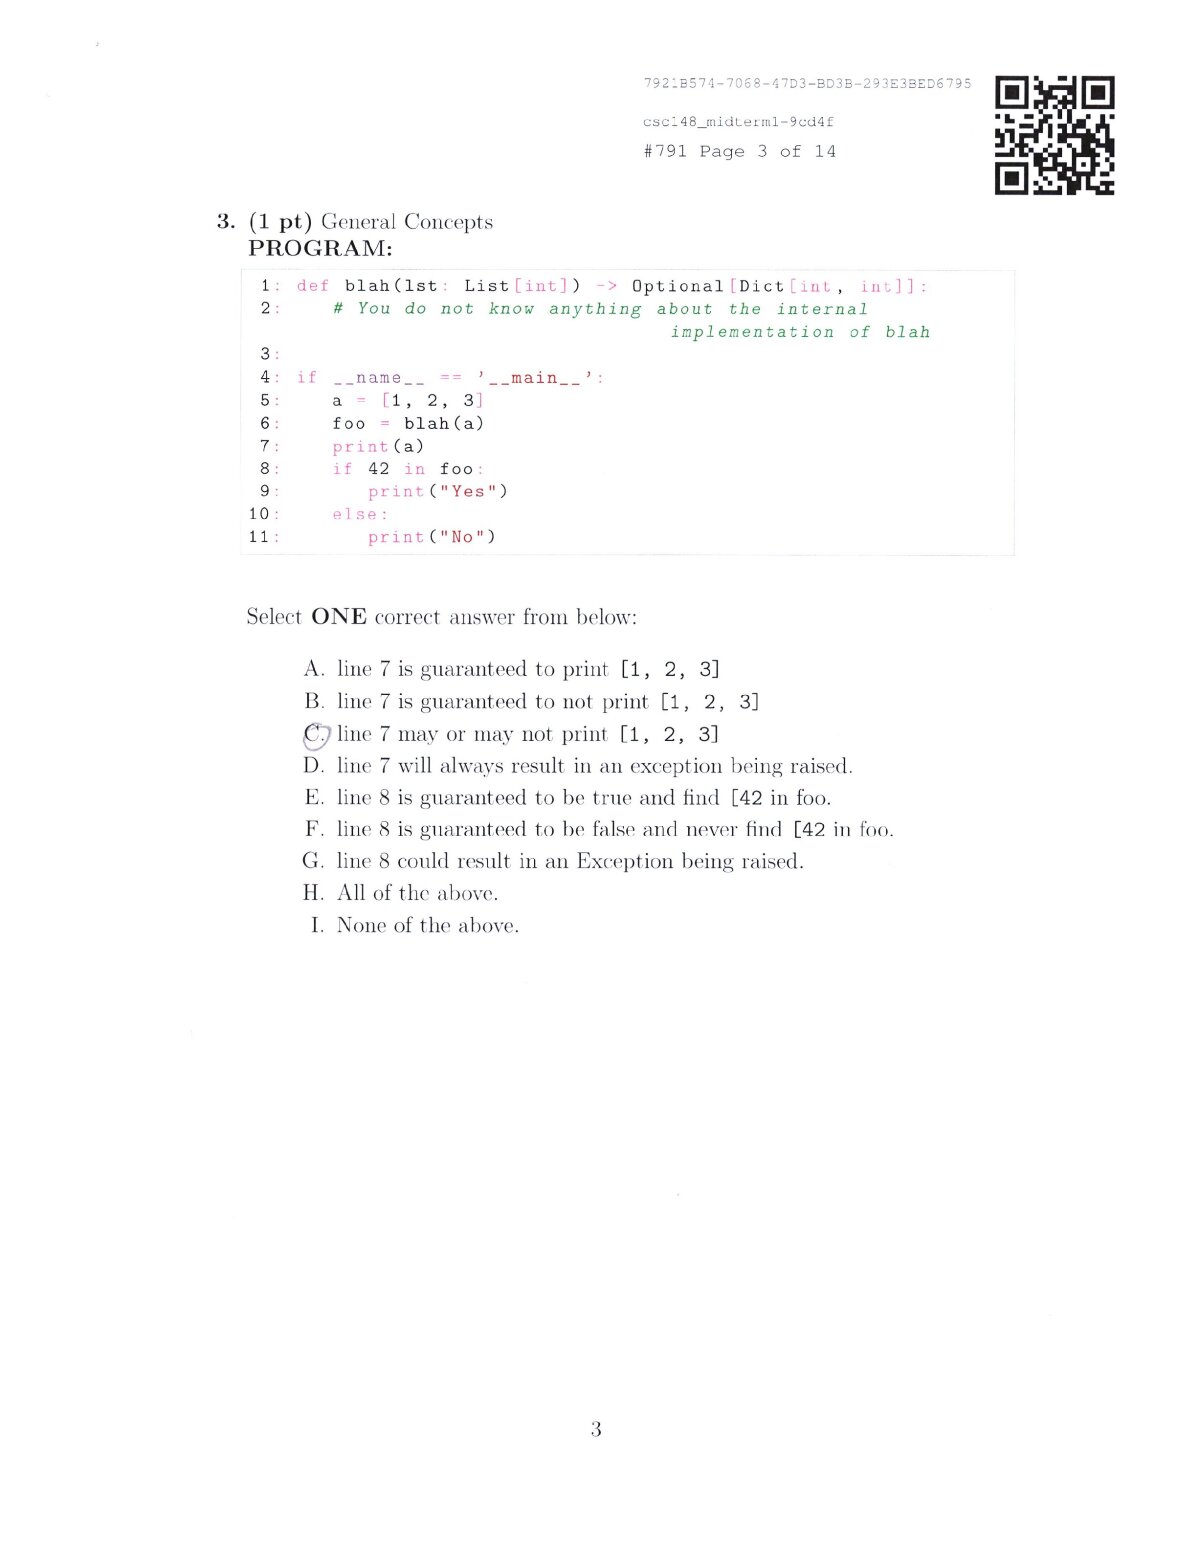 7921B574-7068-47D3-BD3B-293E3BED6795
csc148_midterm1-9cd4f
#791 Page 3 of 14
3. (1 pt) General Concepts
PROGRAM:
1: def blah(lst: List[int]) -> Optional[Dict[int, int]]:
2: # You do not know anything about the internal
implementation of blah
3:
4: if __name__ == '__main__':
5: a = [1, 2, 3]
6: foo = blah(a)
7: print(a)
8: if 42 in foo:
9: print("Yes")
10: else:
11: print("No")
Select ONE correct answer from below:
A. line 7 is guaranteed to print [1, 2, 3]
B. line 7 is guaranteed to not print [1, 2, 3]
C. line 7 may or may not print [1, 2, 3]
D. line 7 will always result in an exception being raised.
E. line 8 is guaranteed to be true and find [42 in foo.
F. line 8 is guaranteed to be false and never find [42 in foo.
G. line 8 could result in an Exception being raised.
H. All of the above.
I. None of the above.
3